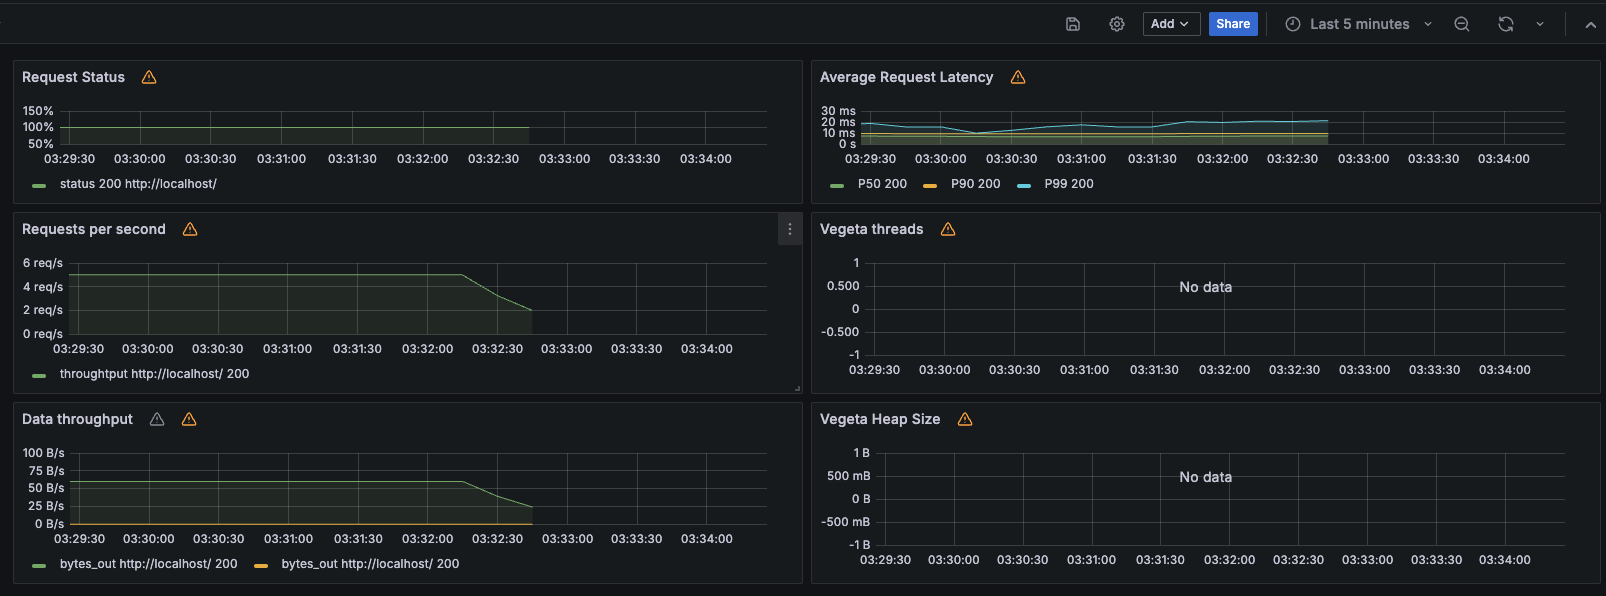 Add
Share
Last 5 minutes
Request Status
150%
100%
50%
03:29:30 03:30:00 03:30:30 03:31:00 03:31:30 03:32:00 03:32:30 03:33:00 03:33:30 03:34:00
status 200 http://localhost/
Average Request Latency
30 ms
20 ms
10 ms
0 s
03:29:30 03:30:00 03:30:30 03:31:00 03:31:30 03:32:00 03:32:30 03:33:00 03:33:30 03:34:00
P50 200 P90 200 P99 200
Requests per second
6 req/s
4 req/s
2 req/s
0 req/s
03:29:30 03:30:00 03:30:30 03:31:00 03:31:30 03:32:00 03:32:30 03:33:00 03:33:30 03:34:00
throughtput http://localhost/ 200
Vegeta threads
1
0.500
0
-0.500
-1
No data
03:29:30 03:30:00 03:30:30 03:31:00 03:31:30 03:32:00 03:32:30 03:33:00 03:33:30 03:34:00
Data throughput
100 B/s
75 B/s
50 B/s
25 B/s
0 B/s
03:29:30 03:30:00 03:30:30 03:31:00 03:31:30 03:32:00 03:32:30 03:33:00 03:33:30 03:34:00
bytes_out http://localhost/ 200 bytes_out http://localhost/ 200
Vegeta Heap Size
1 B
500 mB
0 B
-500 mB
-1 B
No data
03:29:30 03:30:00 03:30:30 03:31:00 03:31:30 03:32:00 03:32:30 03:33:00 03:33:30 03:34:00